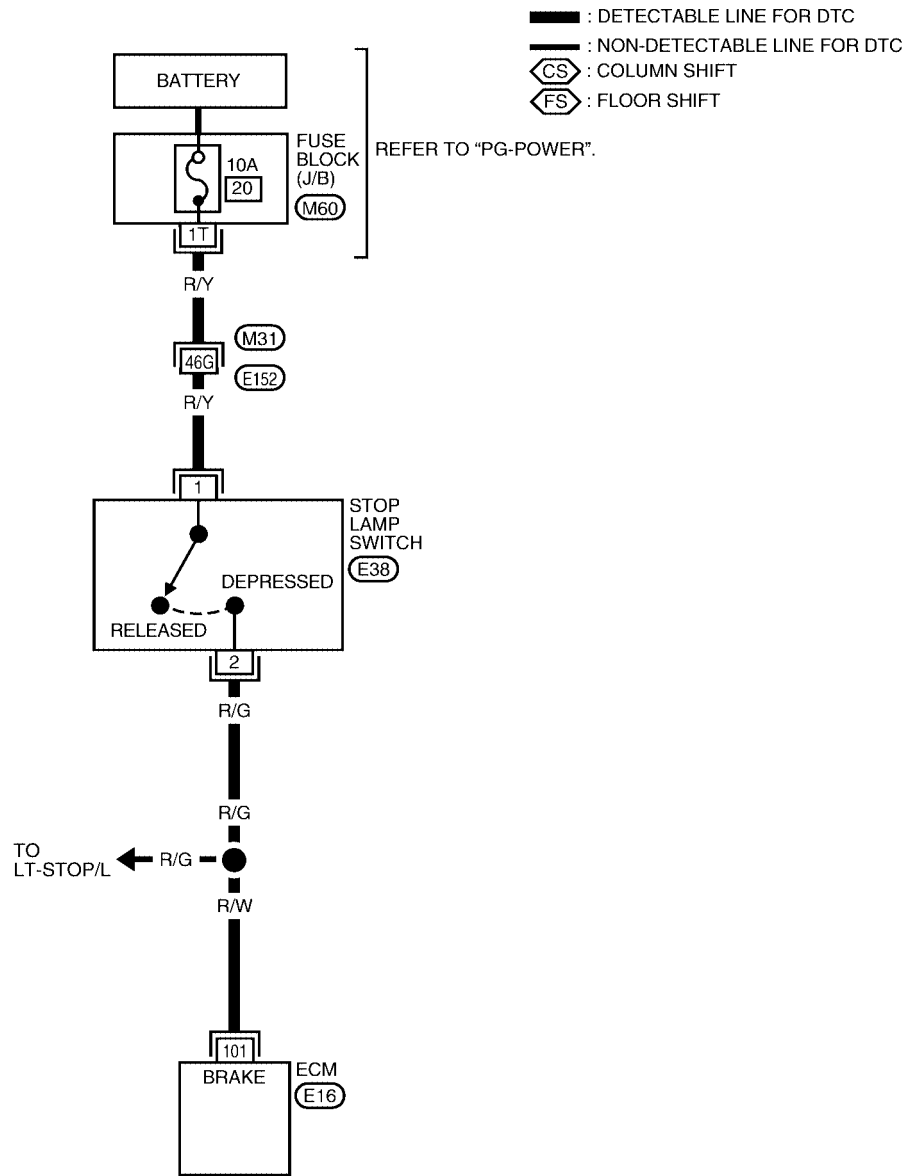 : DETECTABLE LINE FOR DTC
: NON-DETECTABLE LINE FOR DTC
CS : COLUMN SHIFT
FS : FLOOR SHIFT
BATTERY
FUSE
BLOCK
(J/B)
M60
REFER TO “PG-POWER”.
10A
20
1T
R/Y
M31
46G
E152
R/Y
1
STOP
LAMP
SWITCH
E38
DEPRESSED
RELEASED
2
R/G
R/G
TO
LT-STOP/L
R/G
R/W
101
BRAKE
ECM
E16